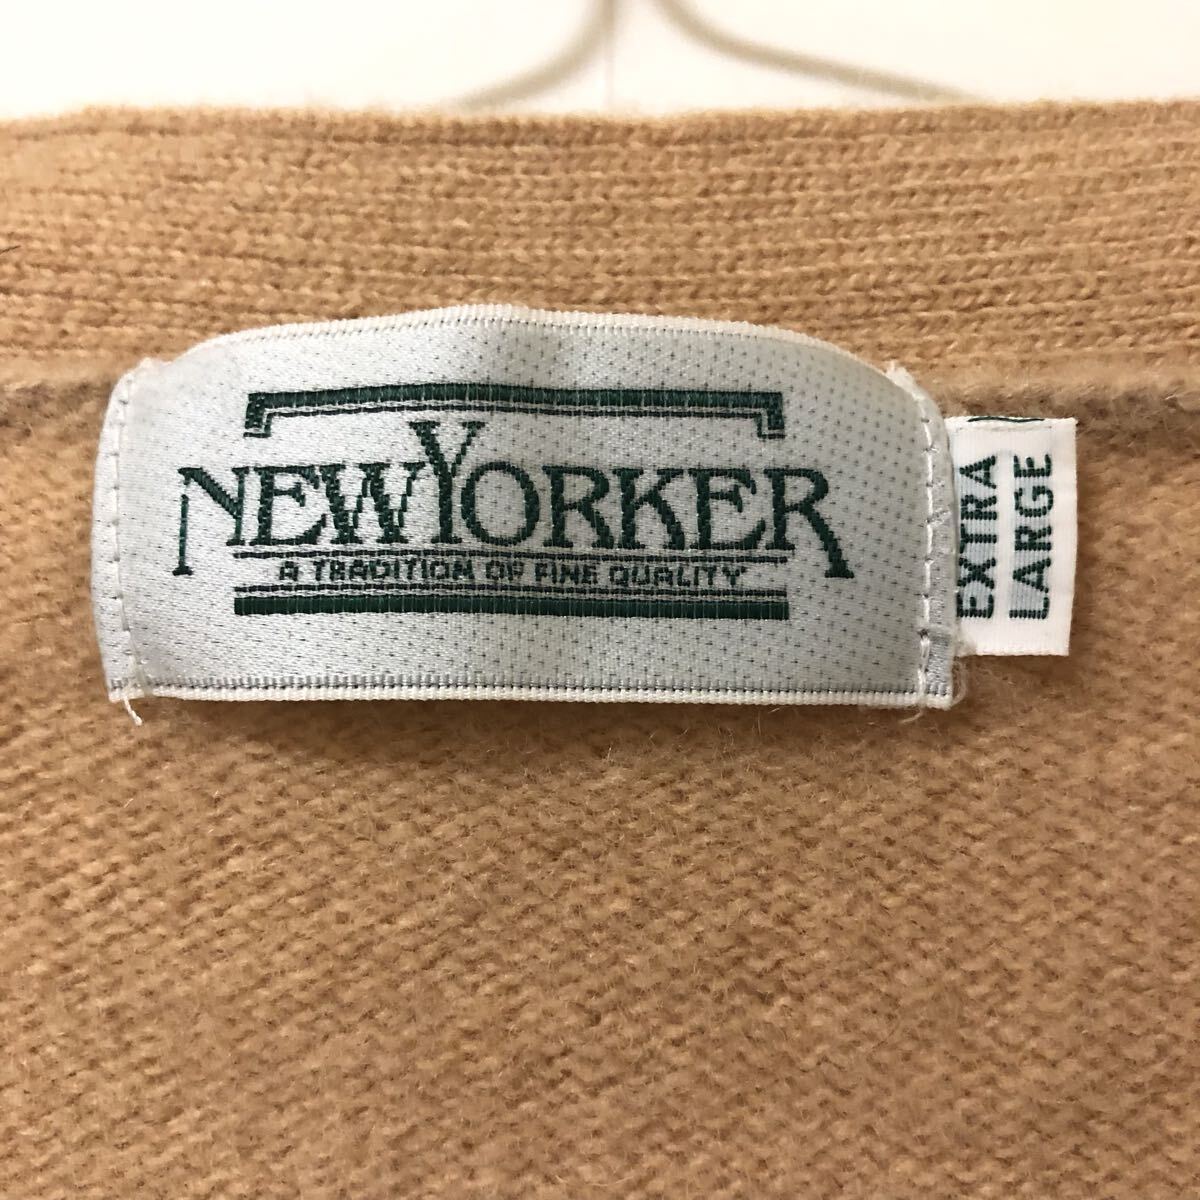 NEWYORKER
A TRADITION OF FINE QUALITY
EXTRA
LARGE